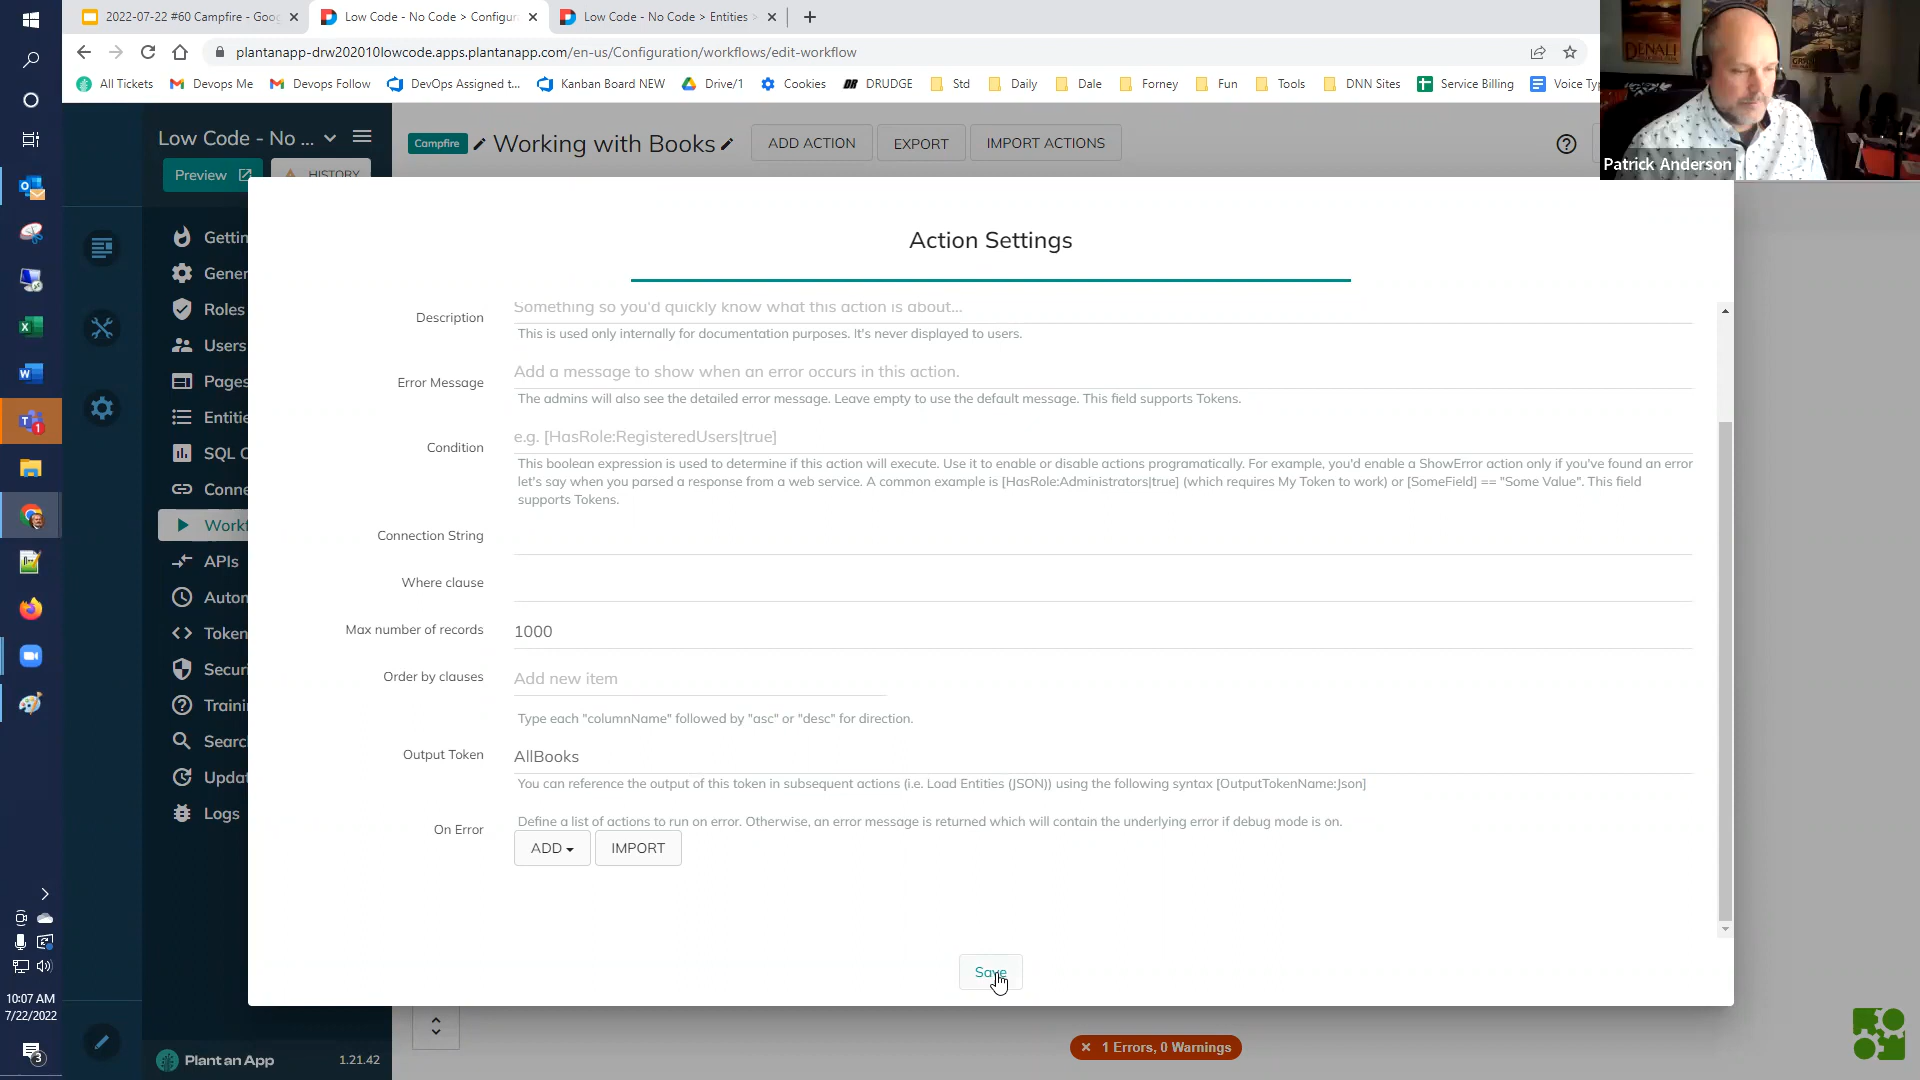 2022-07-22 #60 Campfire - Goog
Low Code - No Code > Configur
Low Code - No Code > Entities >
plantanapp-drw202010lowcode.apps.plantanapp.com/en-us/Configuration/workflows/edit-workflow
All Tickets
Devops Me
Devops Follow
DevOps Assigned t...
Kanban Board NEW
Drive/1
Cookies
DRUDGE
Std
Daily
Dale
Forney
Fun
Tools
DNN Sites
Service Billing
Voice Typ
DENALI
Patrick Anderson
Low Code - No ...
Campfire
Working with Books
ADD ACTION
EXPORT
IMPORT ACTIONS
Preview
HISTORY
Gettin
Gener
Roles
Users
Pages
Entitie
SQL C
Conne
Workf
APIs
Auton
Token
Securi
Traini
Searc
Updat
Logs
Action Settings
Description
Something so you'd quickly know what this action is about...
This is used only internally for documentation purposes. It's never displayed to users.
Error Message
Add a message to show when an error occurs in this action.
The admins will also see the detailed error message. Leave empty to use the default message. This field supports Tokens.
Condition
e.g. [HasRole:RegisteredUsers|true]
This boolean expression is used to determine if this action will execute. Use it to enable or disable actions programatically. For example, you'd enable a ShowError action only if you've found an error
let's say when you parsed a response from a web service. A common example is [HasRole:Administrators|true] (which requires My Token to work) or [SomeField] == "Some Value". This field
supports Tokens.
Connection String
Where clause
Max number of records
1000
Order by clauses
Add new item
Type each "columnName" followed by "asc" or "desc" for direction.
Output Token
AllBooks
You can reference the output of this token in subsequent actions (i.e. Load Entities (JSON)) using the following syntax [OutputTokenName:Json]
On Error
Define a list of actions to run on error. Otherwise, an error message is returned which will contain the underlying error if debug mode is on.
ADD
IMPORT
Save
1 Errors, 0 Warnings
Plant an App
1.21.42
10:07 AM
7/22/2022
3